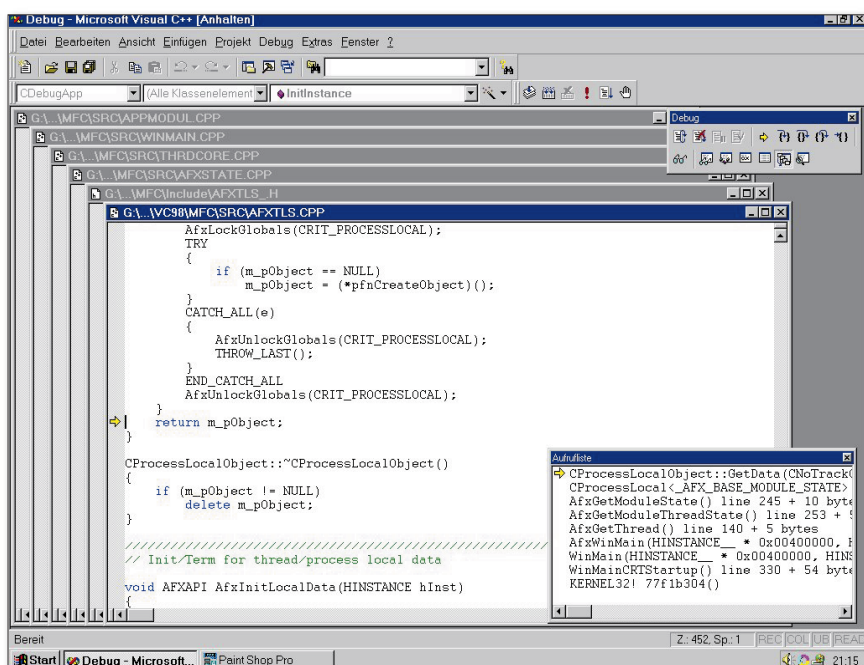 Debug - Microsoft Visual C++ [Anhalten]
Datei Bearbeiten Ansicht Einfügen Projekt Debug Extras Fenster ?
CDebugApp (Alle Klassenelement InitInstance
G:\...\MFC\SRC\APPMODUL.CPP
Debug
G:\...\MFC\SRC\WINMAIN.CPP
G:\...\MFC\SRC\THRDCORE.CPP
G:\...\MFC\SRC\AFXSTATE.CPP
G:\...\MFC\Include\AFXTLS_.H
G:\...\VC98\MFC\SRC\AFXTLS.CPP
AfxLockGlobals(CRIT_PROCESSLOCAL);
TRY
{
if (m_pObject == NULL)
m_pObject = (*pfnCreateObject)();
}
CATCH_ALL(e)
{
AfxUnlockGlobals(CRIT_PROCESSLOCAL);
THROW_LAST();
}
END_CATCH_ALL
AfxUnlockGlobals(CRIT_PROCESSLOCAL);
}
return m_pObject;
}
CProcessLocalObject::~CProcessLocalObject()
{
if (m_pObject != NULL)
delete m_pObject;
}
// Init/Term for thread/process local data
void AFXAPI AfxInitLocalData(HINSTANCE hInst)
{
Aufrufliste
CProcessLocalObject::GetData(CNoTrack
CProcessLocal<_AFX_BASE_MODULE_STATE>
AfxGetModuleState() line 245 + 10 byte
AfxGetModuleThreadState() line 253 + 5
AfxGetThread() line 140 + 5 bytes
AfxWinMain(HINSTANCE__ * 0x00400000, H
WinMain(HINSTANCE__ * 0x00400000, HINS
WinMainCRTStartup() line 330 + 54 byte
KERNEL32! 77f1b304()
Bereit
Z.: 452, Sp.: 1 REC COL UB READ
Start Debug - Microsoft... Paint Shop Pro 21:15